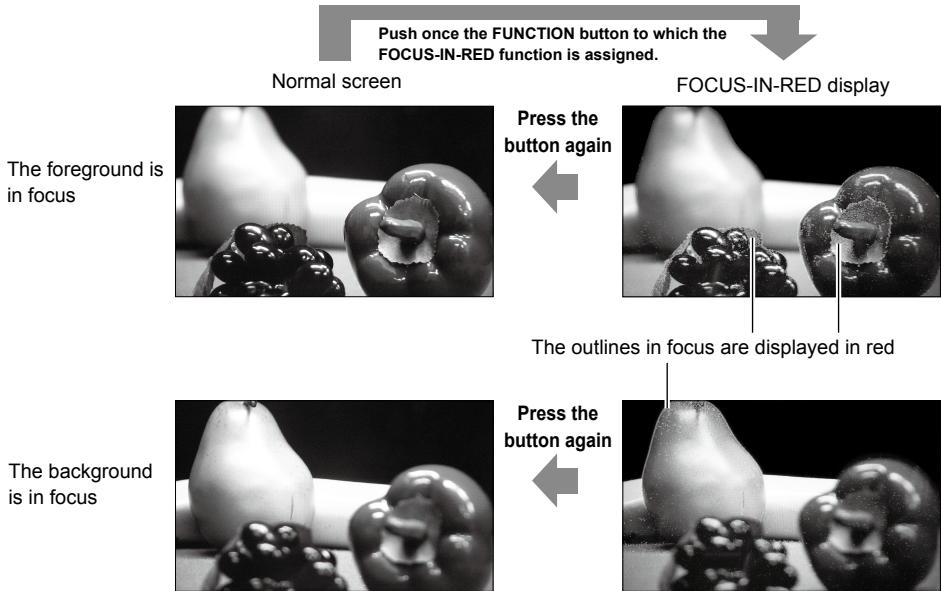 Push once the FUNCTION button to which the
FOCUS-IN-RED function is assigned.
Normal screen
FOCUS-IN-RED display
The foreground is
in focus
Press the
button again
The outlines in focus are displayed in red
The background
is in focus
Press the
button again